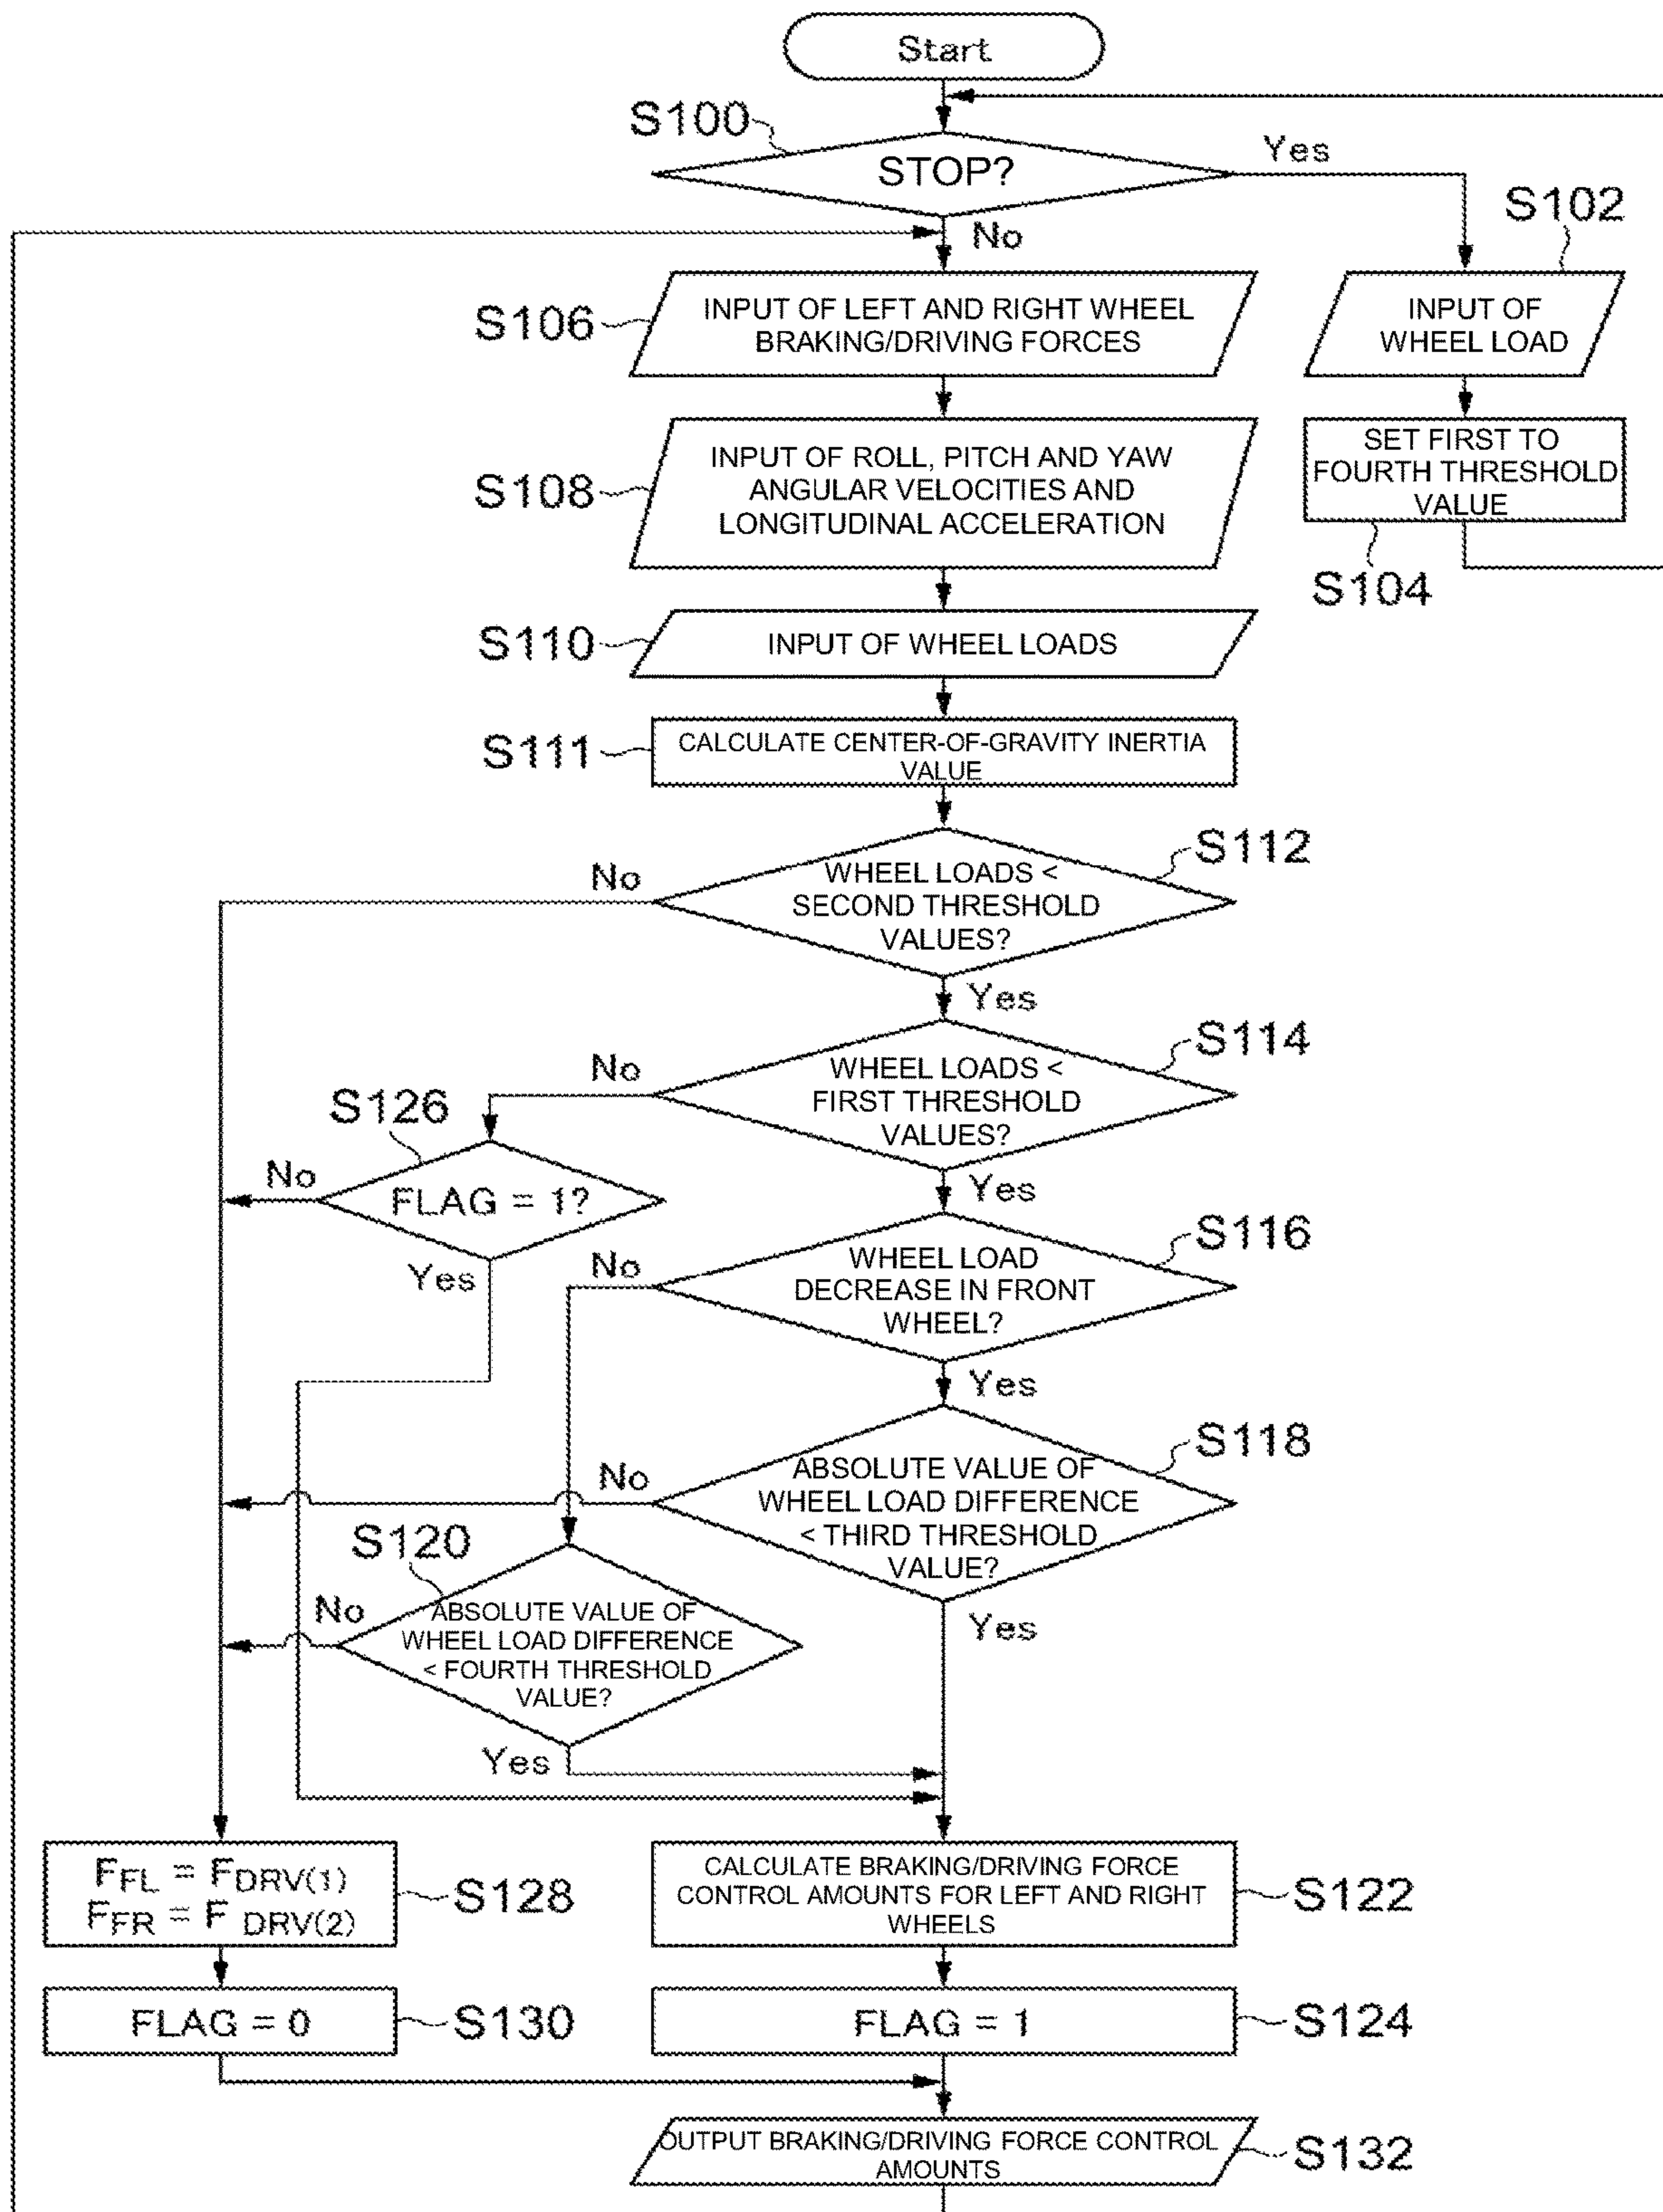 Start
S100
STOP?
Yes
No
S102
INPUT OF
WHEEL LOAD
S106
INPUT OF LEFT AND RIGHT WHEEL
BRAKING/DRIVING FORCES
SET FIRST TO
FOURTH THRESHOLD
VALUE
S104
S108
INPUT OF ROLL, PITCH AND YAW
ANGULAR VELOCITIES AND
LONGITUDINAL ACCELERATION
S110
INPUT OF WHEEL LOADS
S111
CALCULATE CENTER-OF-GRAVITY INERTIA
VALUE
S112
No
WHEEL LOADS <
SECOND THRESHOLD
VALUES?
Yes
S114
No
WHEEL LOADS <
FIRST THRESHOLD
VALUES?
Yes
S126
No
FLAG = 1?
Yes
S116
No
WHEEL LOAD
DECREASE IN FRONT
WHEEL?
Yes
S118
No
ABSOLUTE VALUE OF
WHEEL LOAD DIFFERENCE
< THIRD THRESHOLD
VALUE?
Yes
S120
No
ABSOLUTE VALUE OF
WHEEL LOAD DIFFERENCE
< FOURTH THRESHOLD
VALUE?
Yes
FFL = FDRV(1)
FFR = F DRV(2)
S128
CALCULATE BRAKING/DRIVING FORCE
CONTROL AMOUNTS FOR LEFT AND RIGHT
WHEELS
S122
FLAG = 0
S130
FLAG = 1
S124
OUTPUT BRAKING/DRIVING FORCE CONTROL
AMOUNTS
S132